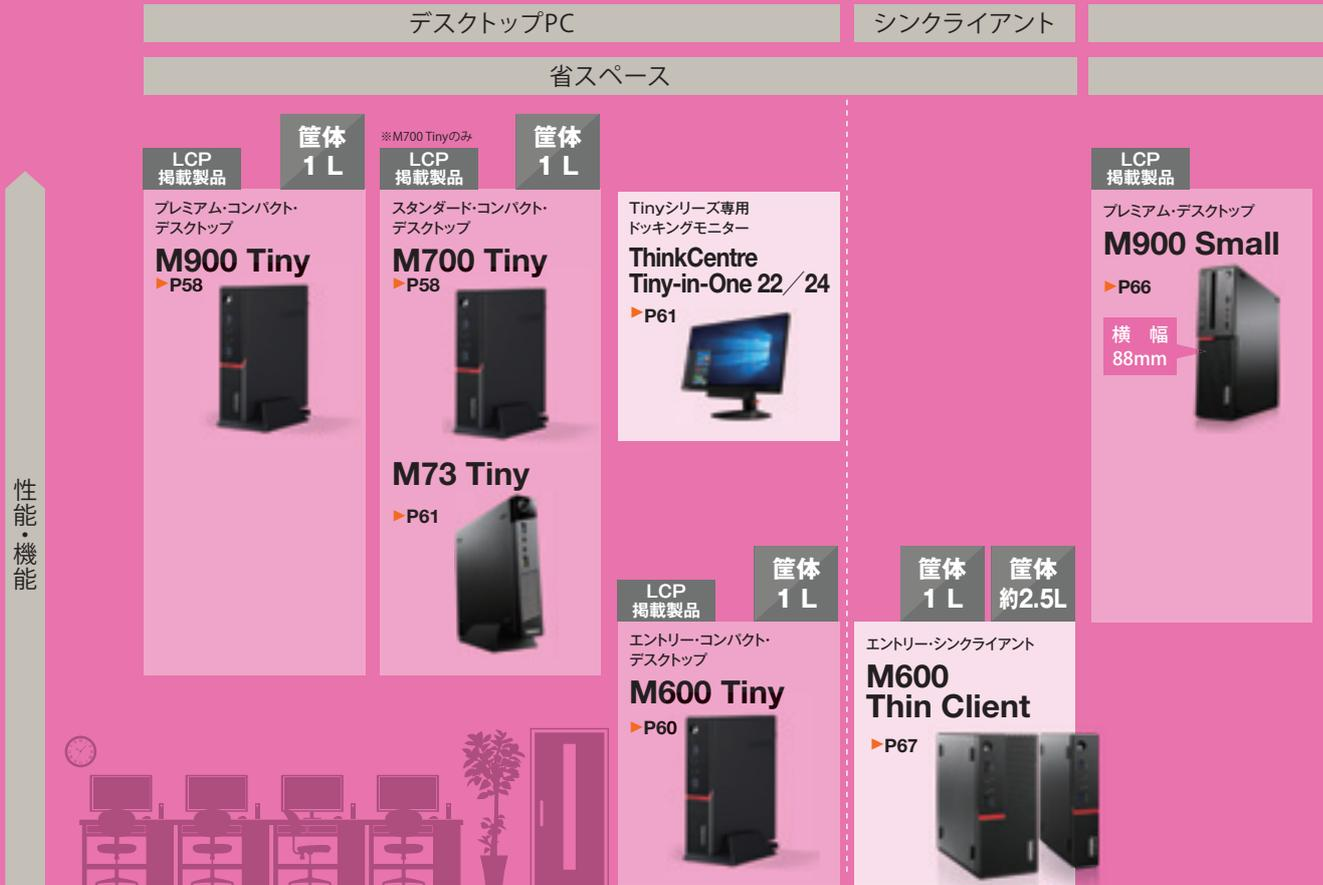 デスクトップPC
シンクライアント
省スペース
性能・機能
LCP
掲載製品
筐体
1 L
プレミアム・コンパクト・
デスクトップ
M900 Tiny
▶P58
※M700 Tinyのみ
LCP
掲載製品
筐体
1 L
スタンダード・コンパクト・
デスクトップ
M700 Tiny
▶P58
M73 Tiny
▶P61
Tinyシリーズ専用
ドッキングモニター
ThinkCentre
Tiny-in-One 22／24
▶P61
LCP
掲載製品
筐体
1 L
エントリー・コンパクト・
デスクトップ
M600 Tiny
▶P60
筐体
1 L
筐体
約2.5L
エントリー・シンクライアント
M600
Thin Client
▶P67
LCP
掲載製品
プレミアム・デスクトップ
M900 Small
▶P66
横　幅
88mm